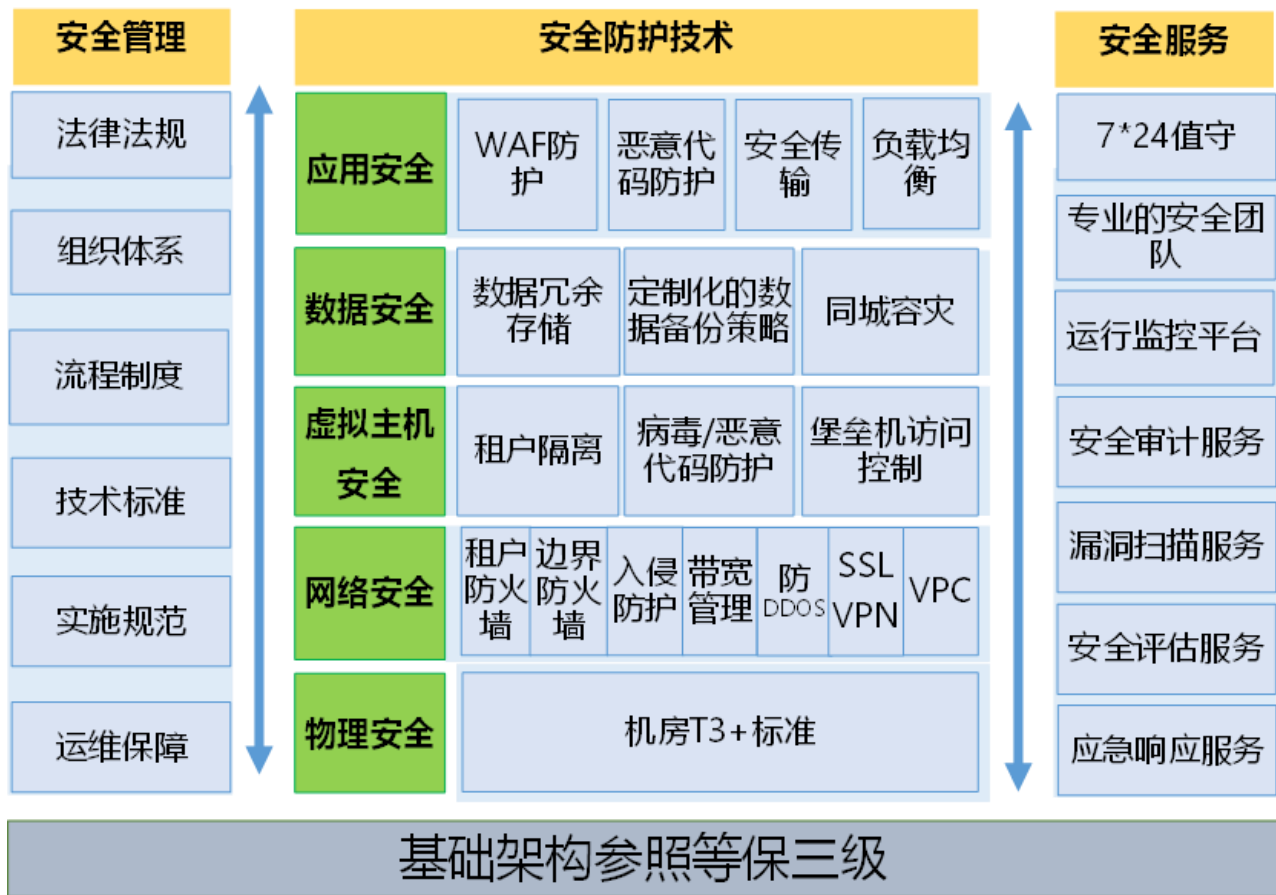 安全管理
安全防护技术
安全服务
法律法规
组织体系
流程制度
技术标准
实施规范
运维保障
应用安全
WAF防
护
恶意代
码防护
安全传
输
负载均
衡
数据安全
数据冗余
存储
定制化的数
据备份策略
同城容灾
虚拟主机
安全
租户隔离
病毒/恶意
代码防护
堡垒机访问
控制
网络安全
租户
防火
墙
边界
防火
墙
入侵
防护
带宽
管理
防
DDOS
SSL
VPN
VPC
物理安全
机房T3+标准
7*24值守
专业的安全团
队
运行监控平台
安全审计服务
漏洞扫描服务
安全评估服务
应急响应服务
基础架构参照等保三级